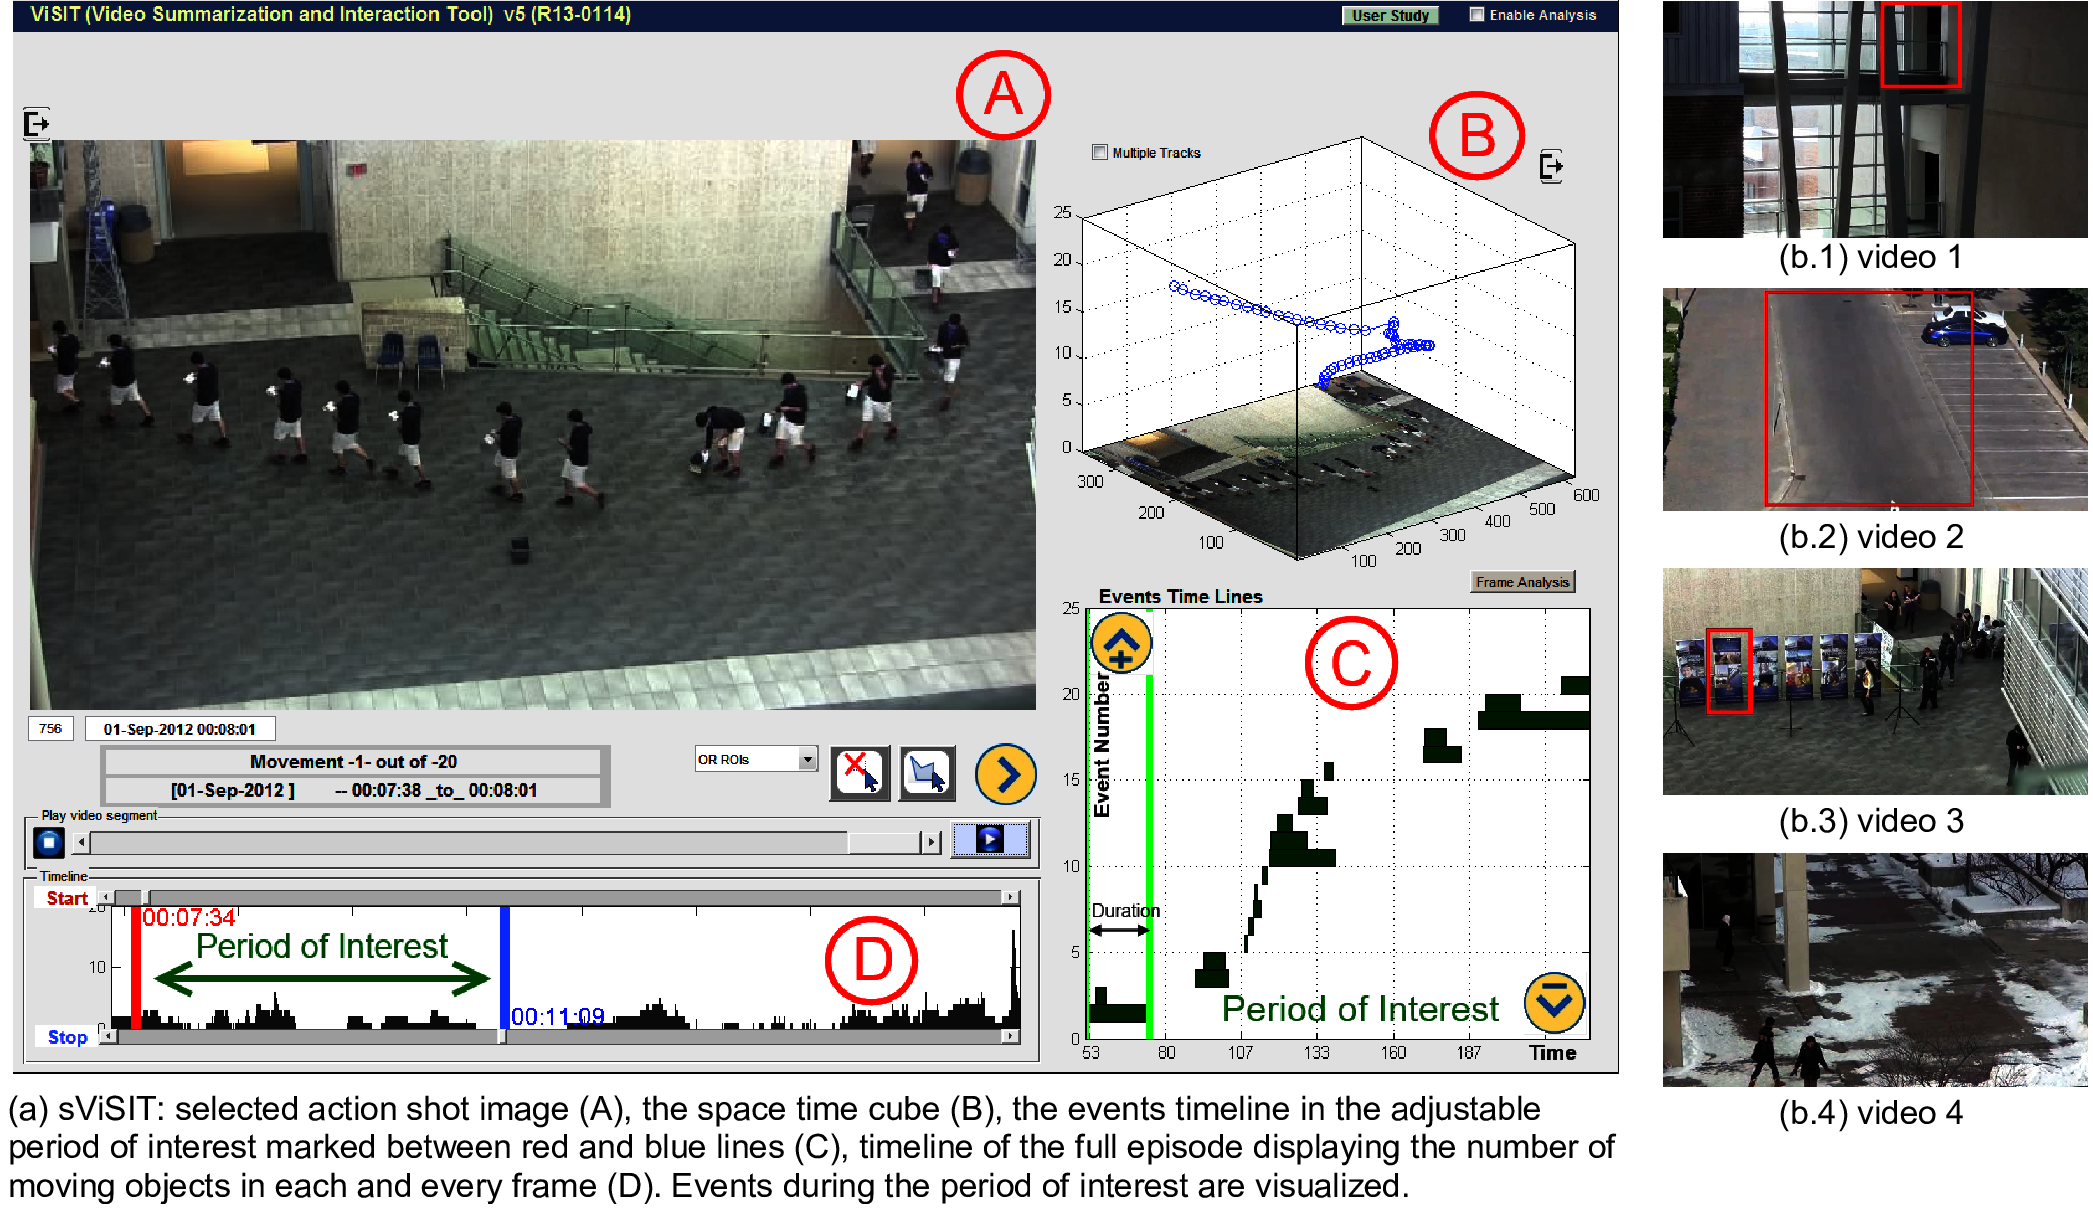 ViSIT (Video Summarization and Interaction Tool) v5 (R13-0114)
User Study
Enable Analysis
A
756
01-Sep-2012 00:08:01
Movement -1- out of -20
[01-Sep-2012 ] -- 00:07:38 _to_ 00:08:01
OR ROIs
Play video segment
Timeline
Start
20
00:07:34
Period of Interest
D
10
0
00:11:09
Stop
B
Multiple Tracks
25
20
15
10
5
0
300
200
100
100
200
300
400
500
600
Frame Analysis
Events Time Lines
25
C
Event Number
20
15
10
Duration
5
Period of Interest
0
53
80
107
133
160
187
Time
(a) sViSIT: selected action shot image (A), the space time cube (B), the events timeline in the adjustable
period of interest marked between red and blue lines (C), timeline of the full episode displaying the number of
moving objects in each and every frame (D). Events during the period of interest are visualized.
(b.1) video 1
(b.2) video 2
(b.3) video 3
(b.4) video 4